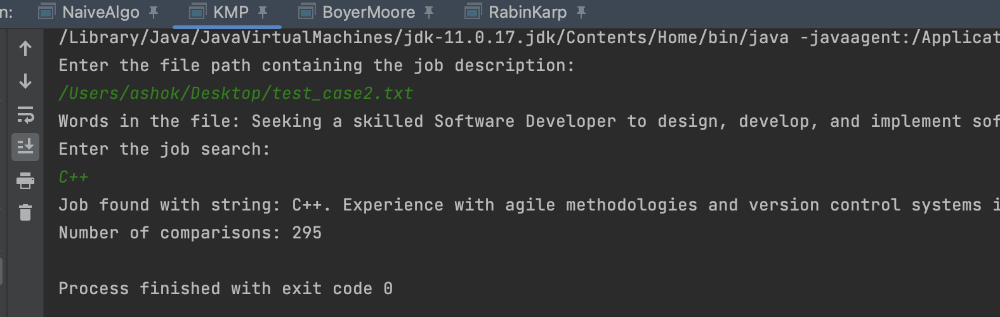 n: NaiveAlgo KMP BoyerMoore RabinKarp
/Library/Java/JavaVirtualMachines/jdk-11.0.17.jdk/Contents/Home/bin/java -javaagent:/Applicat
Enter the file path containing the job description:
/Users/ashok/Desktop/test_case2.txt
Words in the file: Seeking a skilled Software Developer to design, develop, and implement sof
Enter the job search:
C++
Job found with string: C++. Experience with agile methodologies and version control systems i
Number of comparisons: 295
Process finished with exit code 0